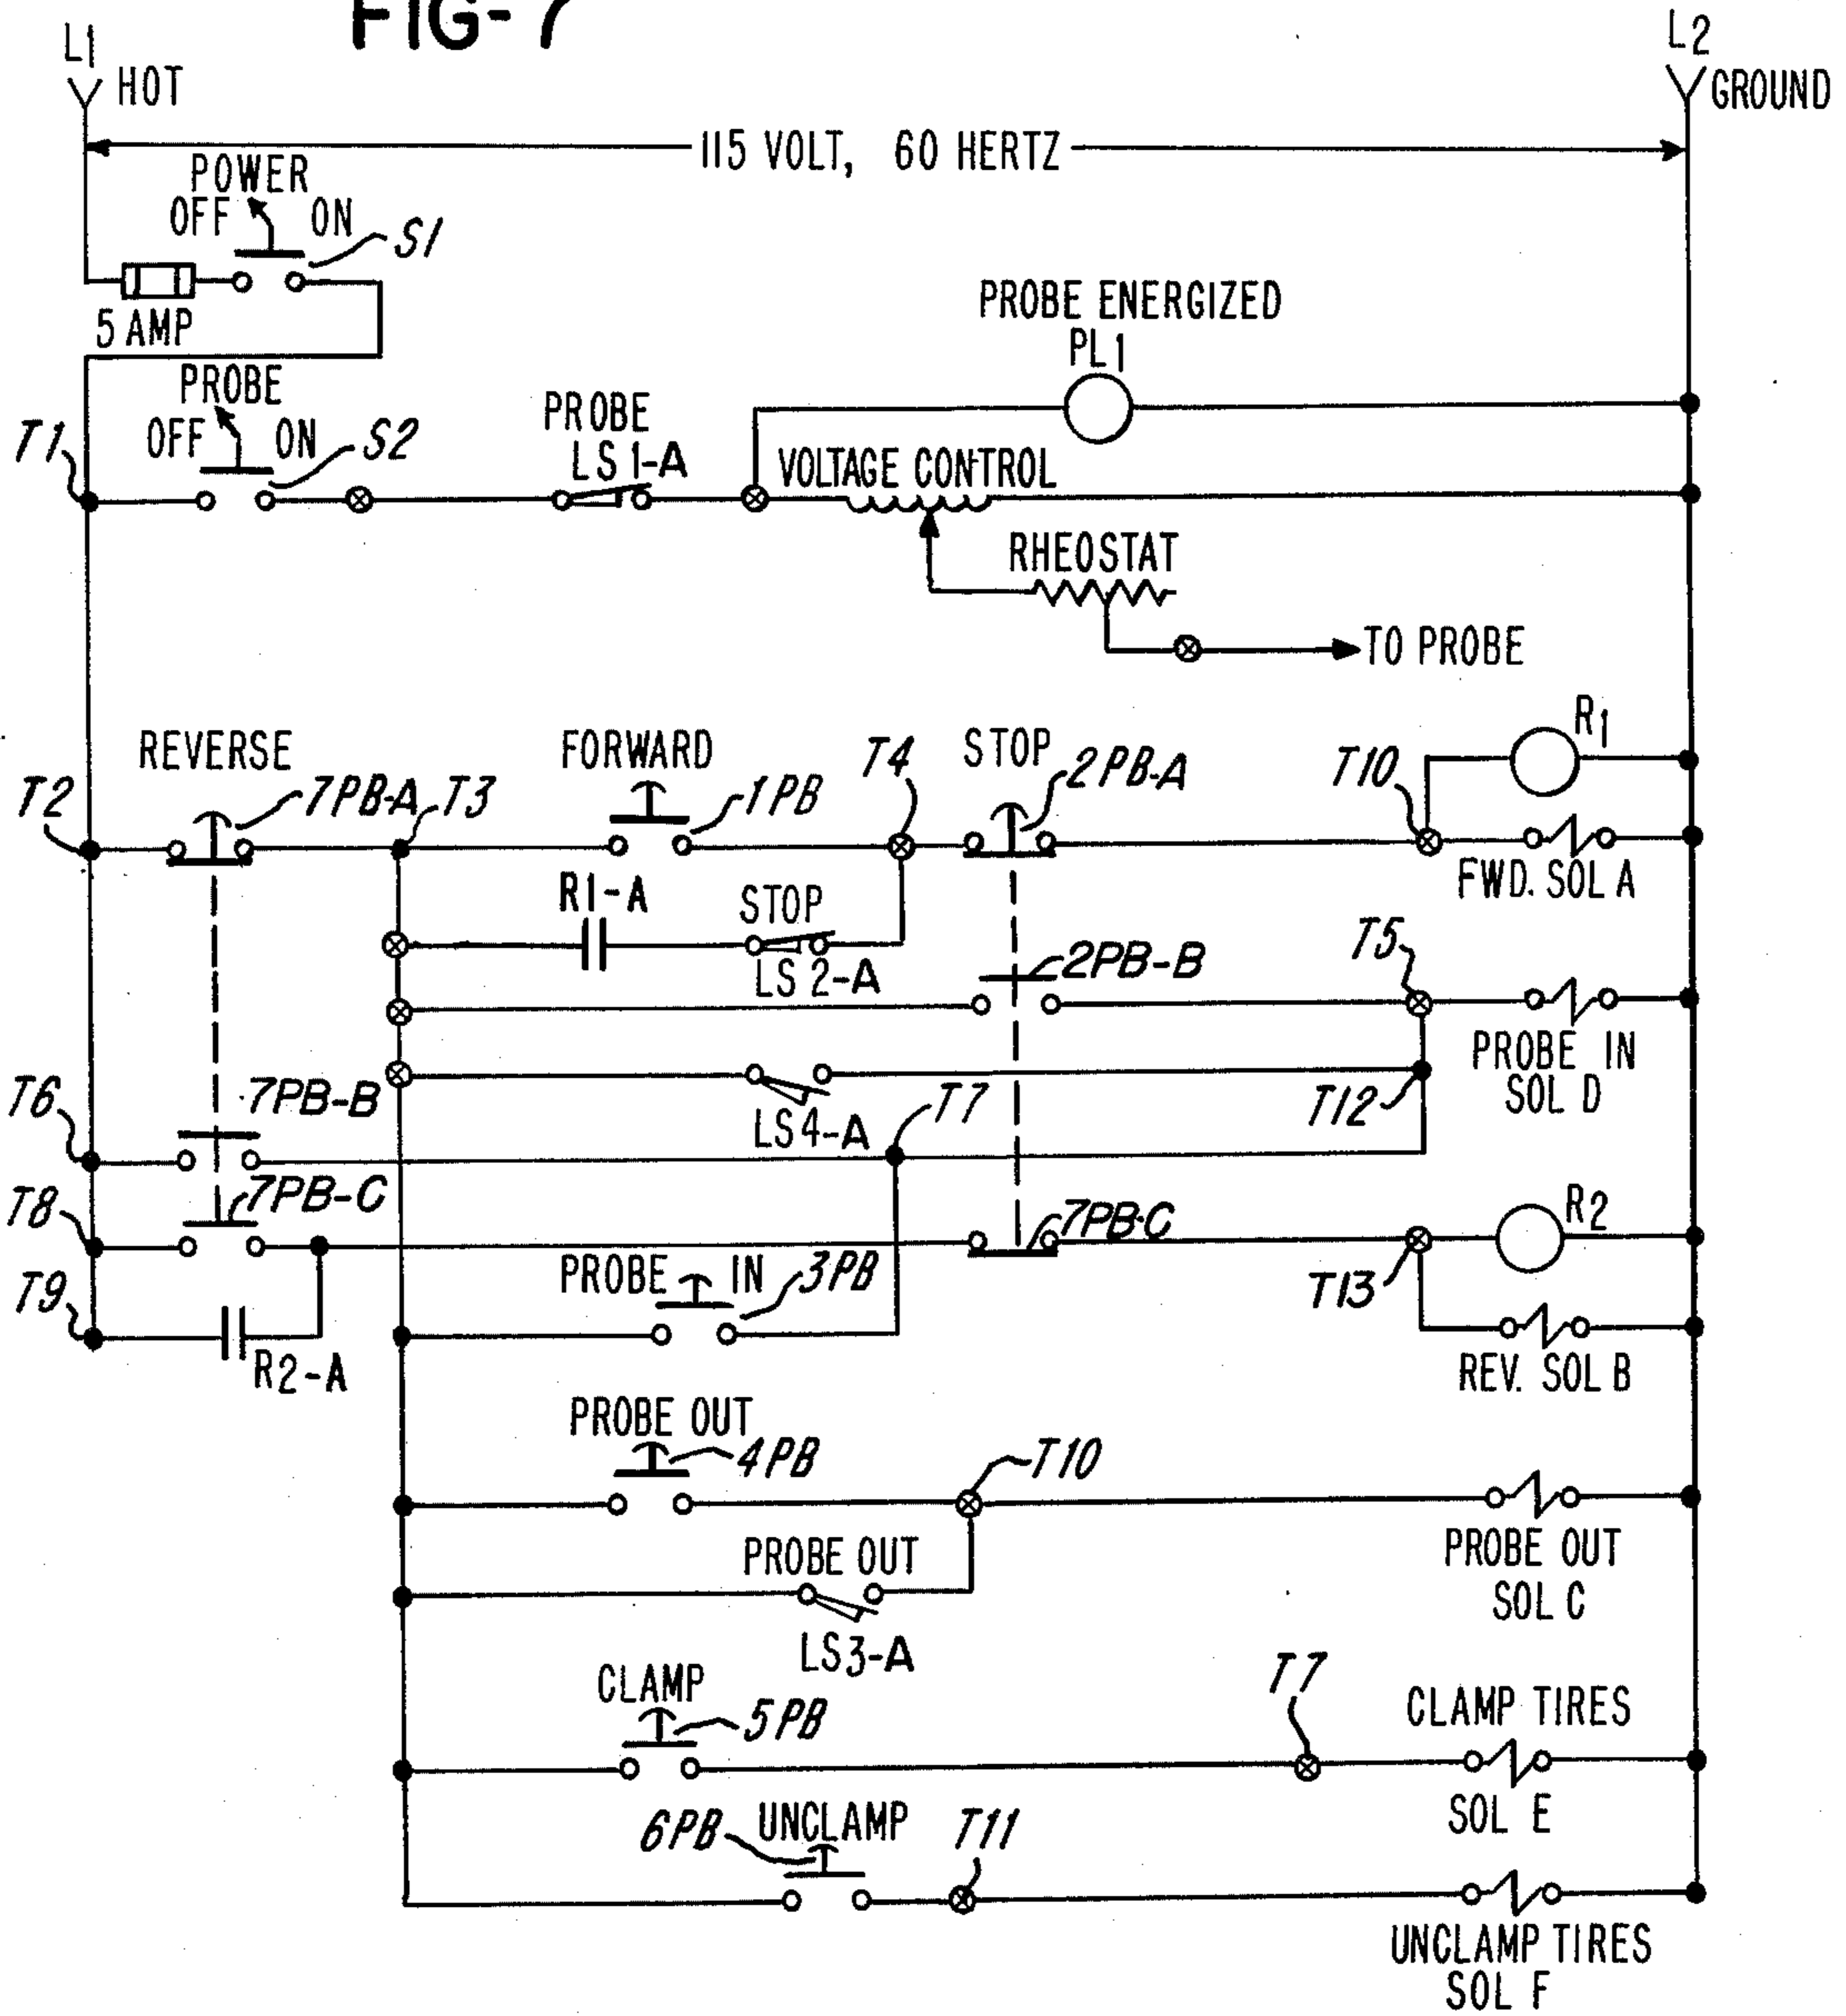 FIG-7
L1
HOT
L2
GROUND
115 VOLT, 60 HERTZ
POWER
OFF ON
S1
5 AMP
PROBE ENERGIZED
PL1
PROBE
OFF ON
S2
T1
PROBE
LS 1-A
VOLTAGE CONTROL
RHEOSTAT
TO PROBE
REVERSE
FORWARD
STOP
R1
T2
7PB-A
T3
1PB
T4
2PB-A
T10
FWD. SOL A
R1-A
STOP
LS 2-A
2PB-B
T5
PROBE IN
SOL D
T6
7PB-B
LS4-A
T7
T12
T8
7PB-C
7PB-C
R2
T9
PROBE IN
3PB
T13
R2-A
REV. SOL B
PROBE OUT
4PB
T10
PROBE OUT
SOL C
PROBE OUT
LS3-A
CLAMP
5PB
T7
CLAMP TIRES
SOL E
6PB
UNCLAMP
T11
UNCLAMP TIRES
SOL F